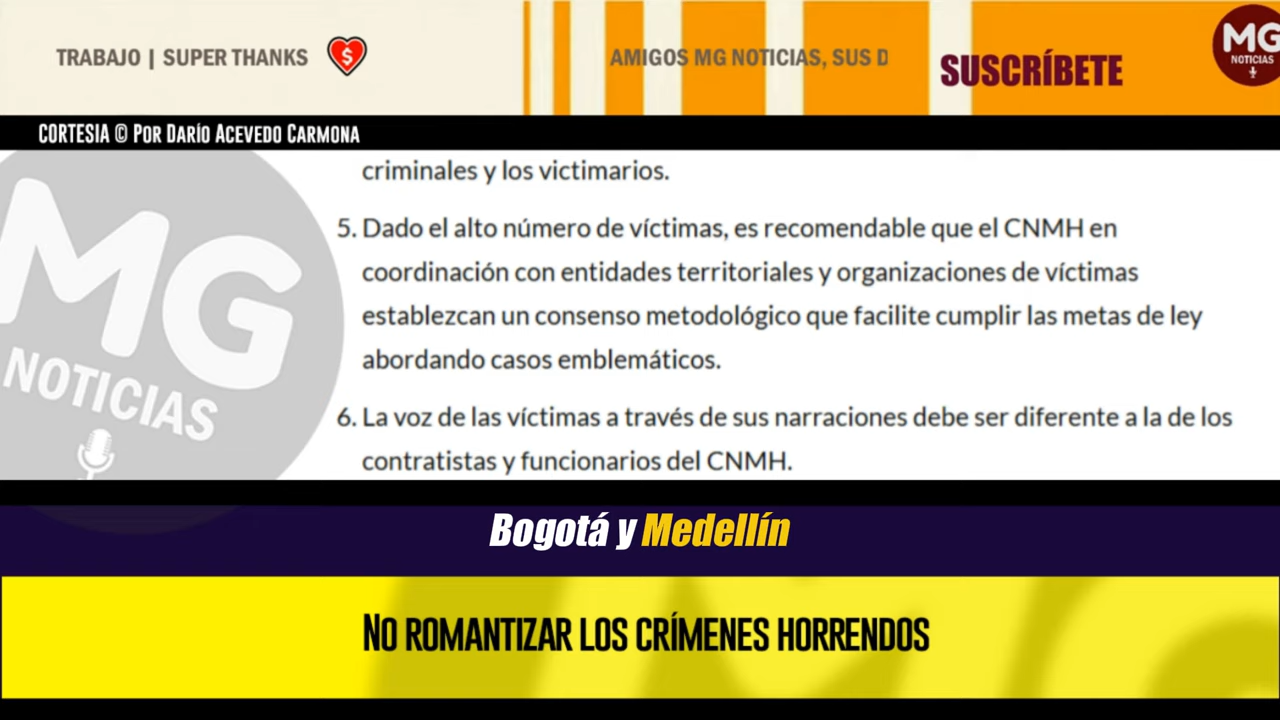 TRABAJO | SUPER THANKS
AMIGOS MG NOTICIAS, SUS D
SUSCRÍBETE
MG
NOTICIAS
CORTESIA © POR DARÍO ACEVEDO CARMONA
criminales y los victimarios.
5. Dado el alto número de víctimas, es recomendable que el CNMH en
coordinación con entidades territoriales y organizaciones de víctimas
establezcan un consenso metodológico que facilite cumplir las metas de ley
abordando casos emblemáticos.
6. La voz de las víctimas a través de sus narraciones debe ser diferente a la de los
contratistas y funcionarios del CNMH.
MG
NOTICIAS
Bogotá y Medellín
NO ROMANTIZAR LOS CRÍMENES HORRENDOS